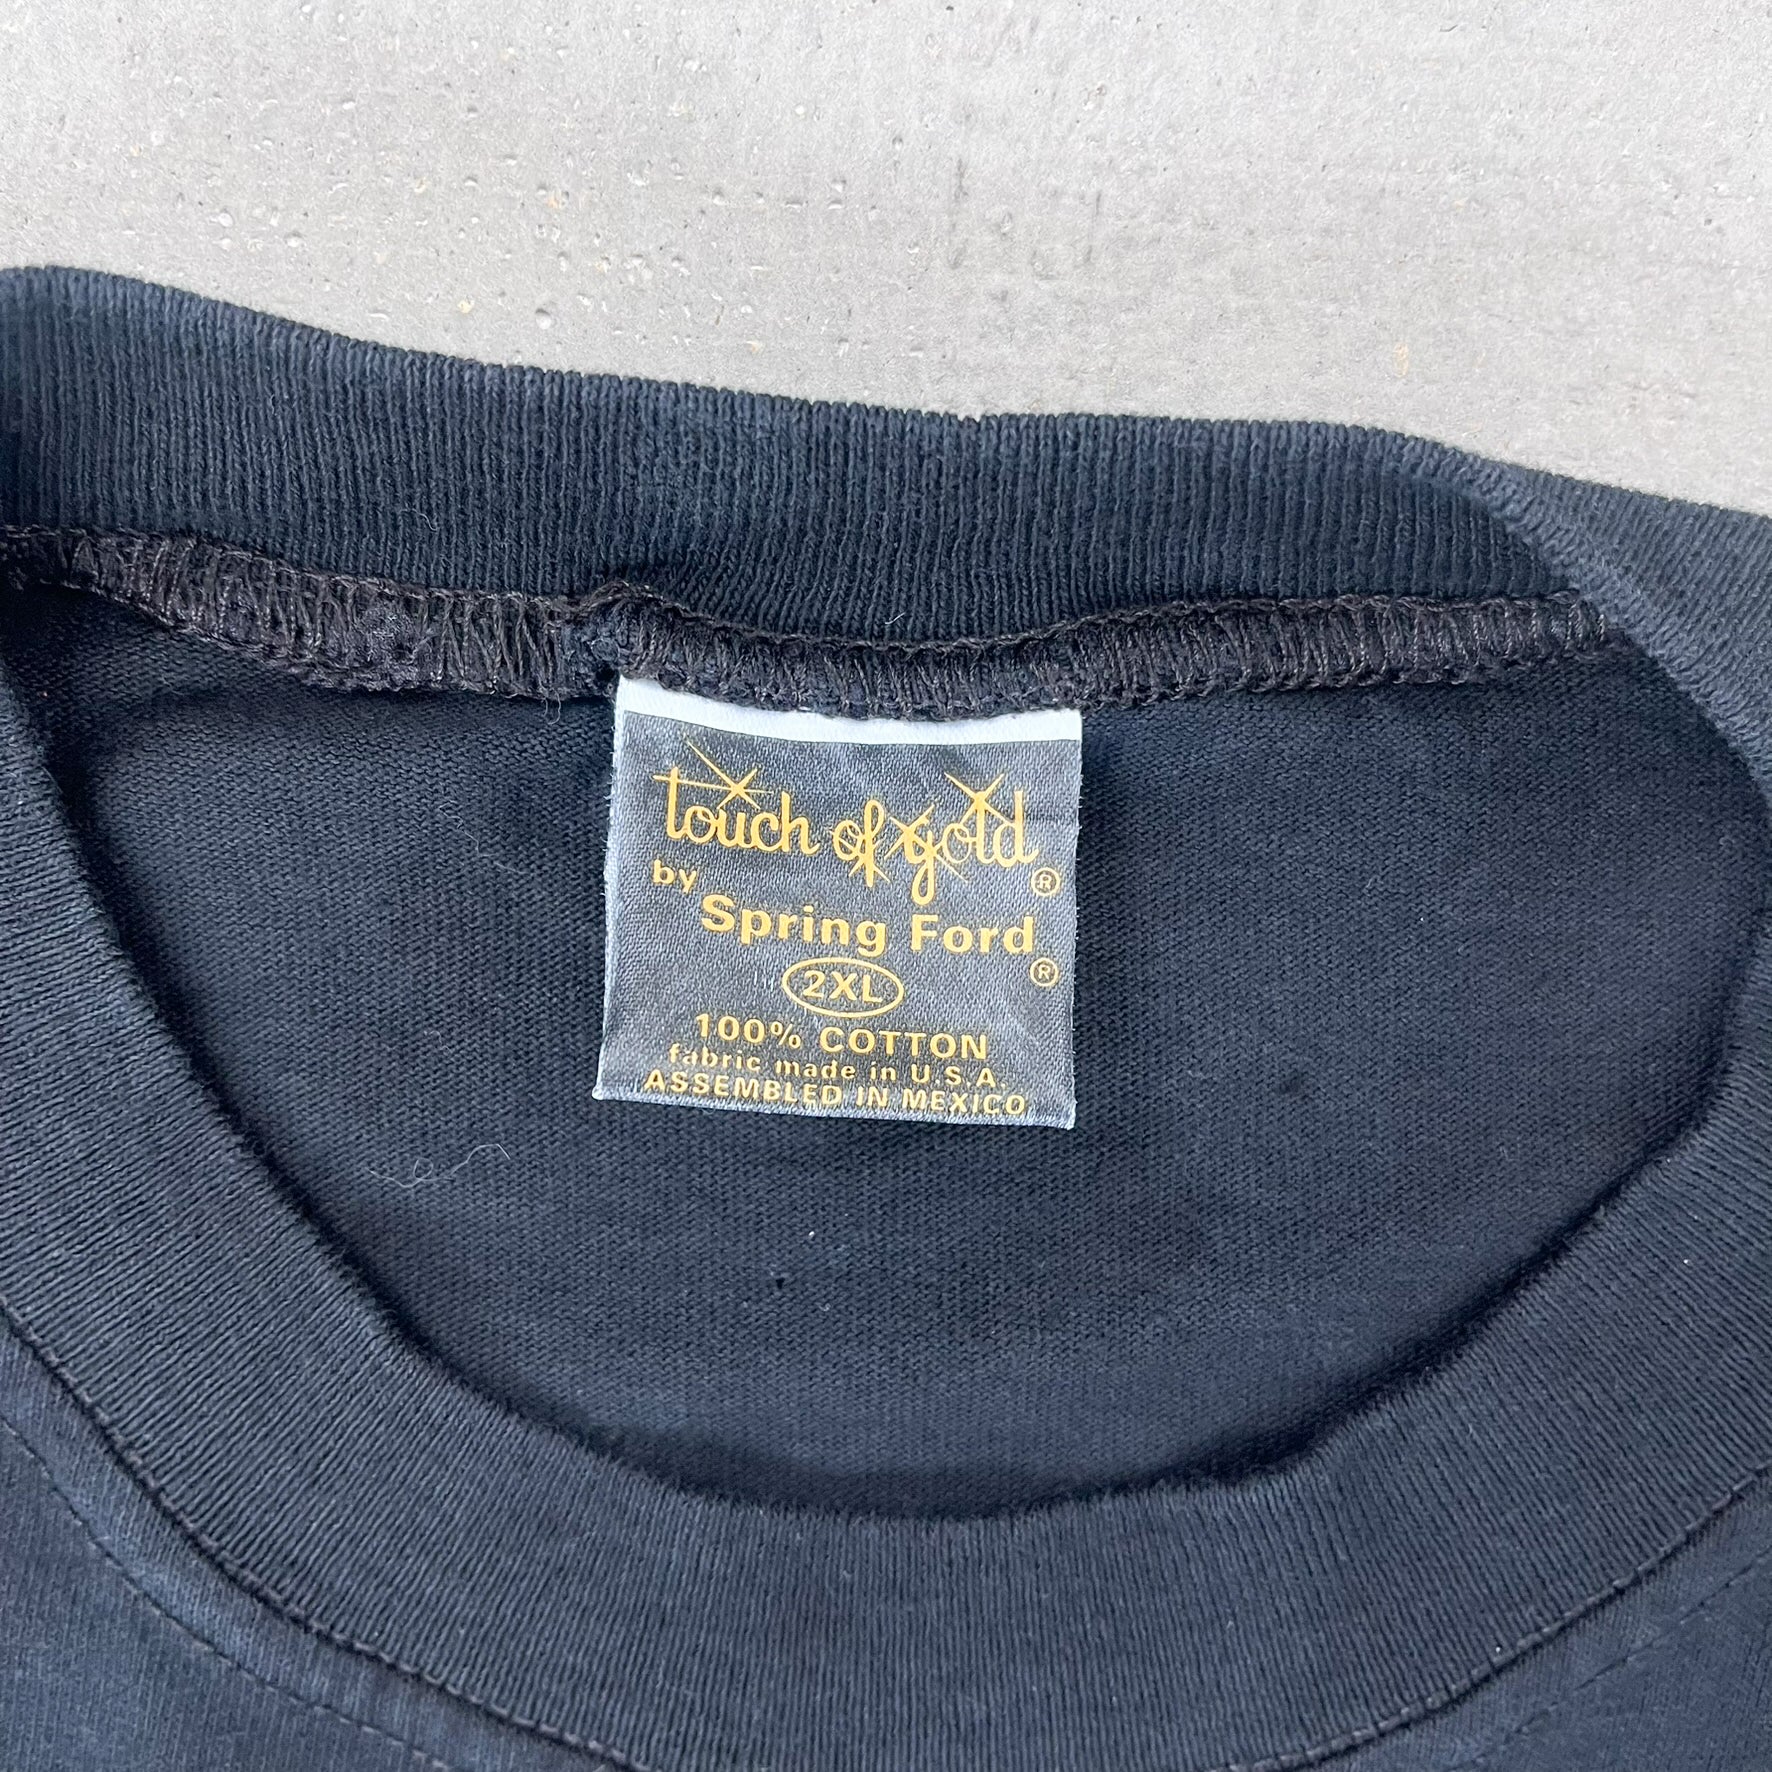 touch of gold®
by
Spring Ford®
2XL
100% COTTON
fabric made in U.S.A.
ASSEMBLED IN MEXICO